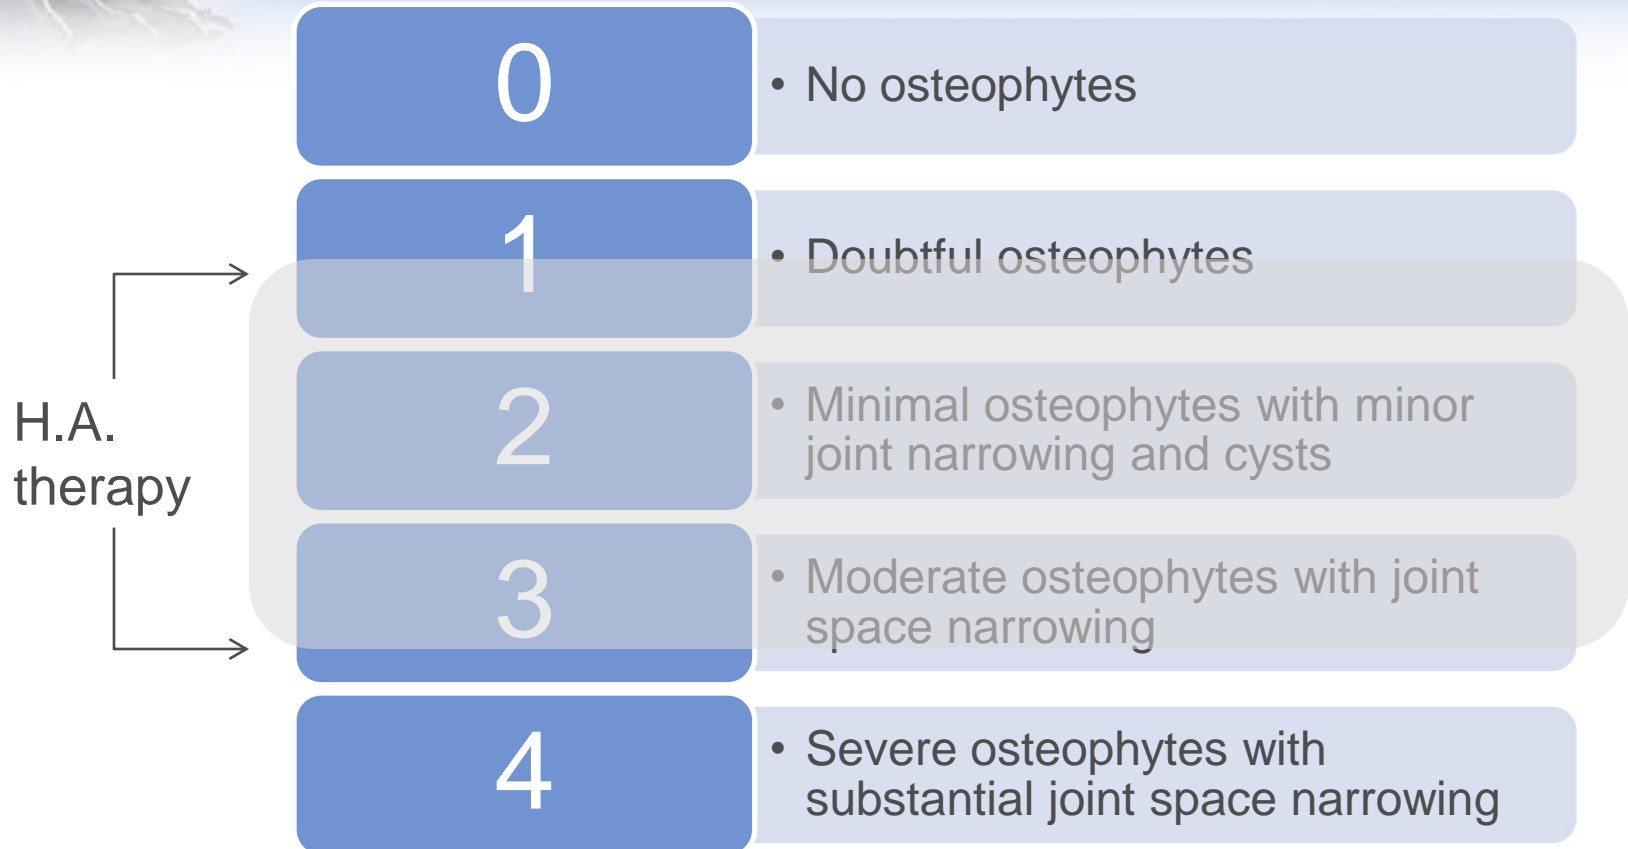 0
• No osteophytes
1
• Doubtful osteophytes
H.A.
therapy
2
• Minimal osteophytes with minor
joint narrowing and cysts
3
• Moderate osteophytes with joint
space narrowing
4
• Severe osteophytes with
substantial joint space narrowing